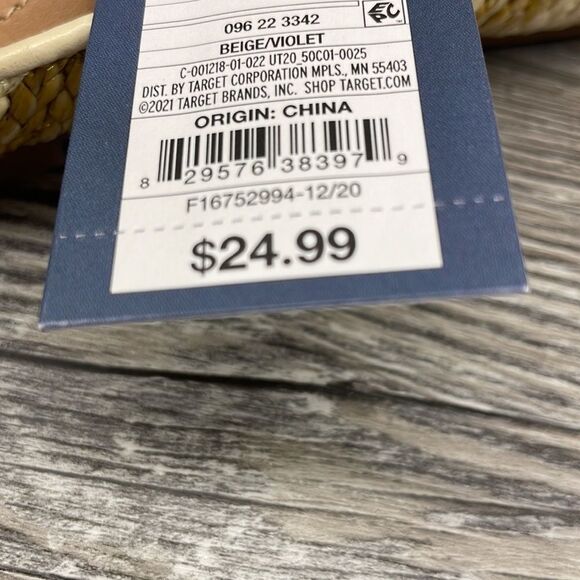 096 22 3342
BEIGE/VIOLET
C-001218-01-022 UT20_50C01-0025
DIST. BY TARGET CORPORATION MPLS., MN 55403
©2021 TARGET BRANDS, INC. SHOP TARGET.COM
ORIGIN: CHINA
8 29576 38397 9
F16752994-12/20
$24.99